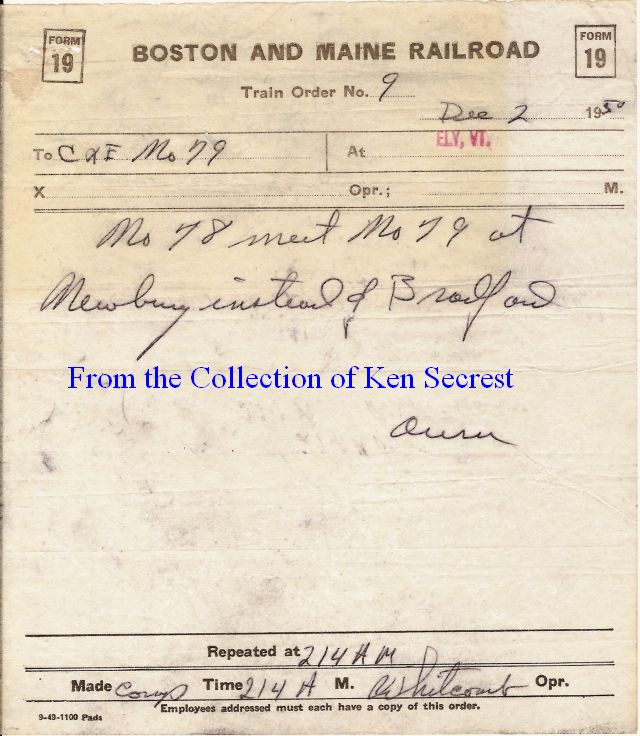 FORM 19 BOSTON AND MAINE RAILROAD FORM 19
Train Order No. 9
Dec 2 1950
To C&E No 79 At ELY, VT.
X Opr.; M.
No 78 meet No 79 at
Newbury instead of Bradford
From the Collection of Ken Secrest
Repeated at 214 AM
Made Comp Time 214 A M. Whitcomb Opr.
Employees addressed must each have a copy of this order.
9-49-1100 Pads